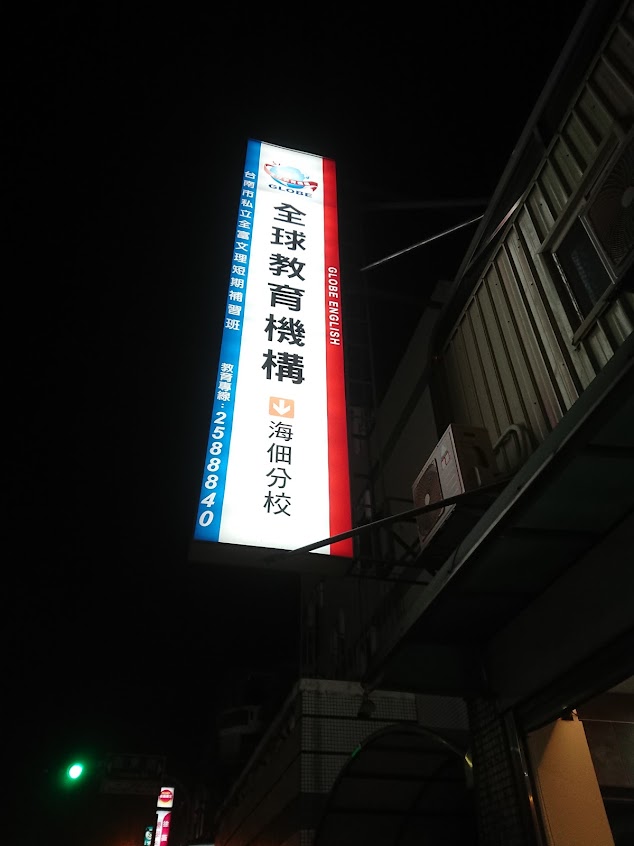 GLOBE
全球教育機構
海佃分校
台南市私立全富文理短期補習班
教育專線:2588840
GLOBE ENGLISH